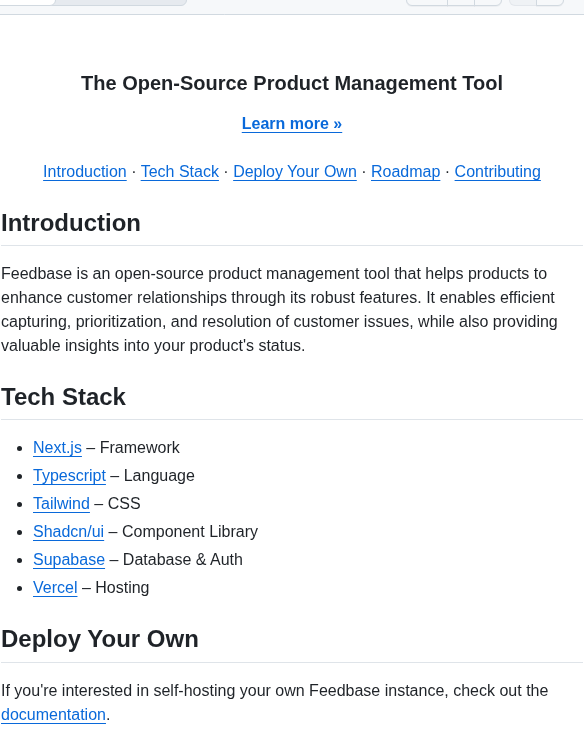 The Open-Source Product Management Tool
Learn more »
Introduction · Tech Stack · Deploy Your Own · Roadmap · Contributing
Introduction
Feedbase is an open-source product management tool that helps products to
enhance customer relationships through its robust features. It enables efficient
capturing, prioritization, and resolution of customer issues, while also providing
valuable insights into your product's status.
Tech Stack
• Next.js – Framework
• Typescript – Language
• Tailwind – CSS
• Shadcn/ui – Component Library
• Supabase – Database & Auth
• Vercel – Hosting
Deploy Your Own
If you're interested in self-hosting your own Feedbase instance, check out the
documentation.